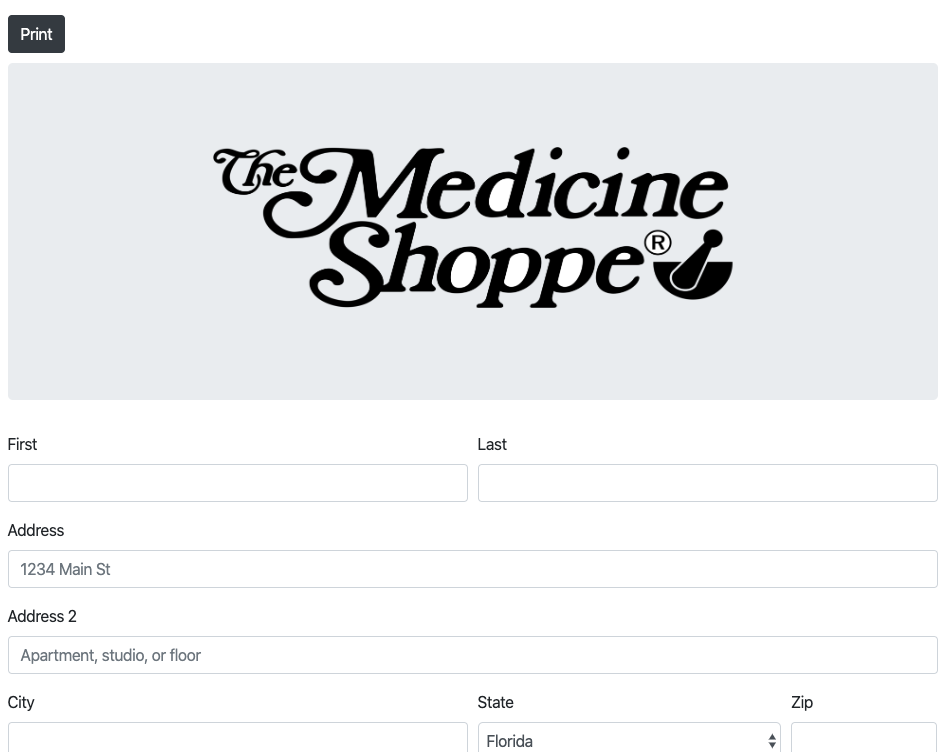 Print
The Medicine
Shoppe®
First Last
Address
1234 Main St
Address 2
Apartment, studio, or floor
City State Zip
Florida